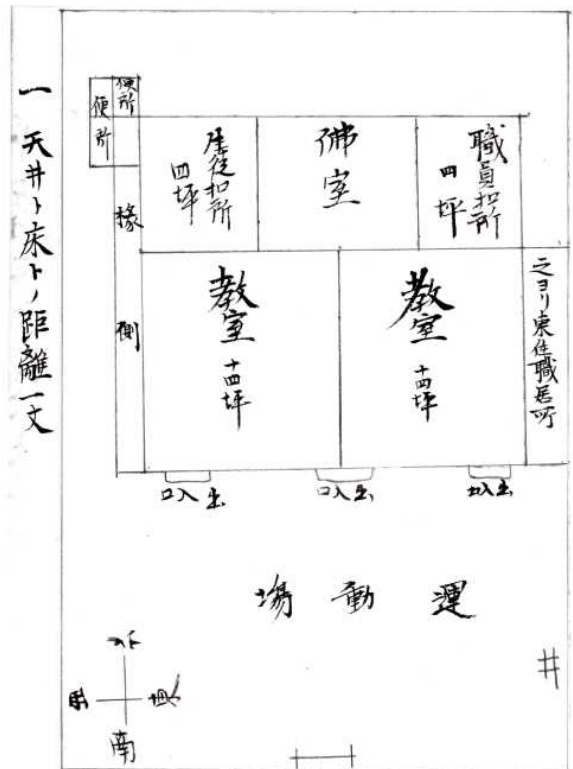 職員扣所
四坪
佛室
生徒扣所
四坪
便所
便所
椽側
教室 十四坪
教室 十四坪
之ヨリ東住職居所
出入口
出入口
出入口
運動場
井
北
南
西
一 天井ト床トノ距離一丈